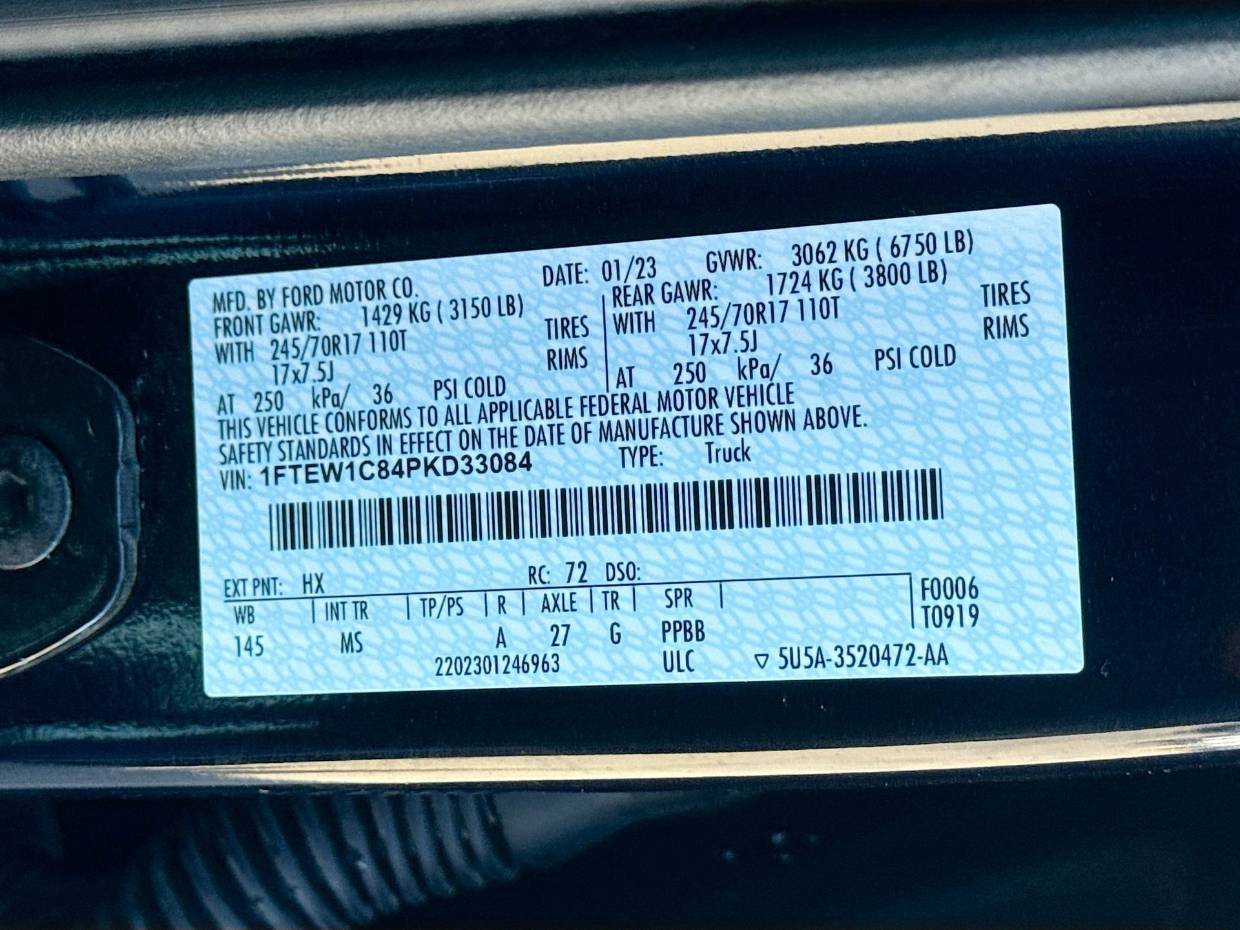 MFD. BY FORD MOTOR CO. DATE: 01/23 GVWR: 3062 KG ( 6750 LB)
FRONT GAWR: 1429 KG ( 3150 LB) REAR GAWR: 1724 KG ( 3800 LB)
WITH 245/70R17 110T TIRES WITH 245/70R17 110T TIRES
17x7.5J RIMS 17x7.5J RIMS
AT 250 kPa/ 36 PSI COLD AT 250 kPa/ 36 PSI COLD
THIS VEHICLE CONFORMS TO ALL APPLICABLE FEDERAL MOTOR VEHICLE
SAFETY STANDARDS IN EFFECT ON THE DATE OF MANUFACTURE SHOWN ABOVE.
VIN: 1FTEW1C84PKD33084 TYPE: Truck
EXT PNT: HX RC: 72 DSO:
WB INT TR TP/PS R AXLE TR SPR F0006
T0919
145 MS A 27 G PPBB
2202301246963 ULC ▽ 5U5A-3520472-AA